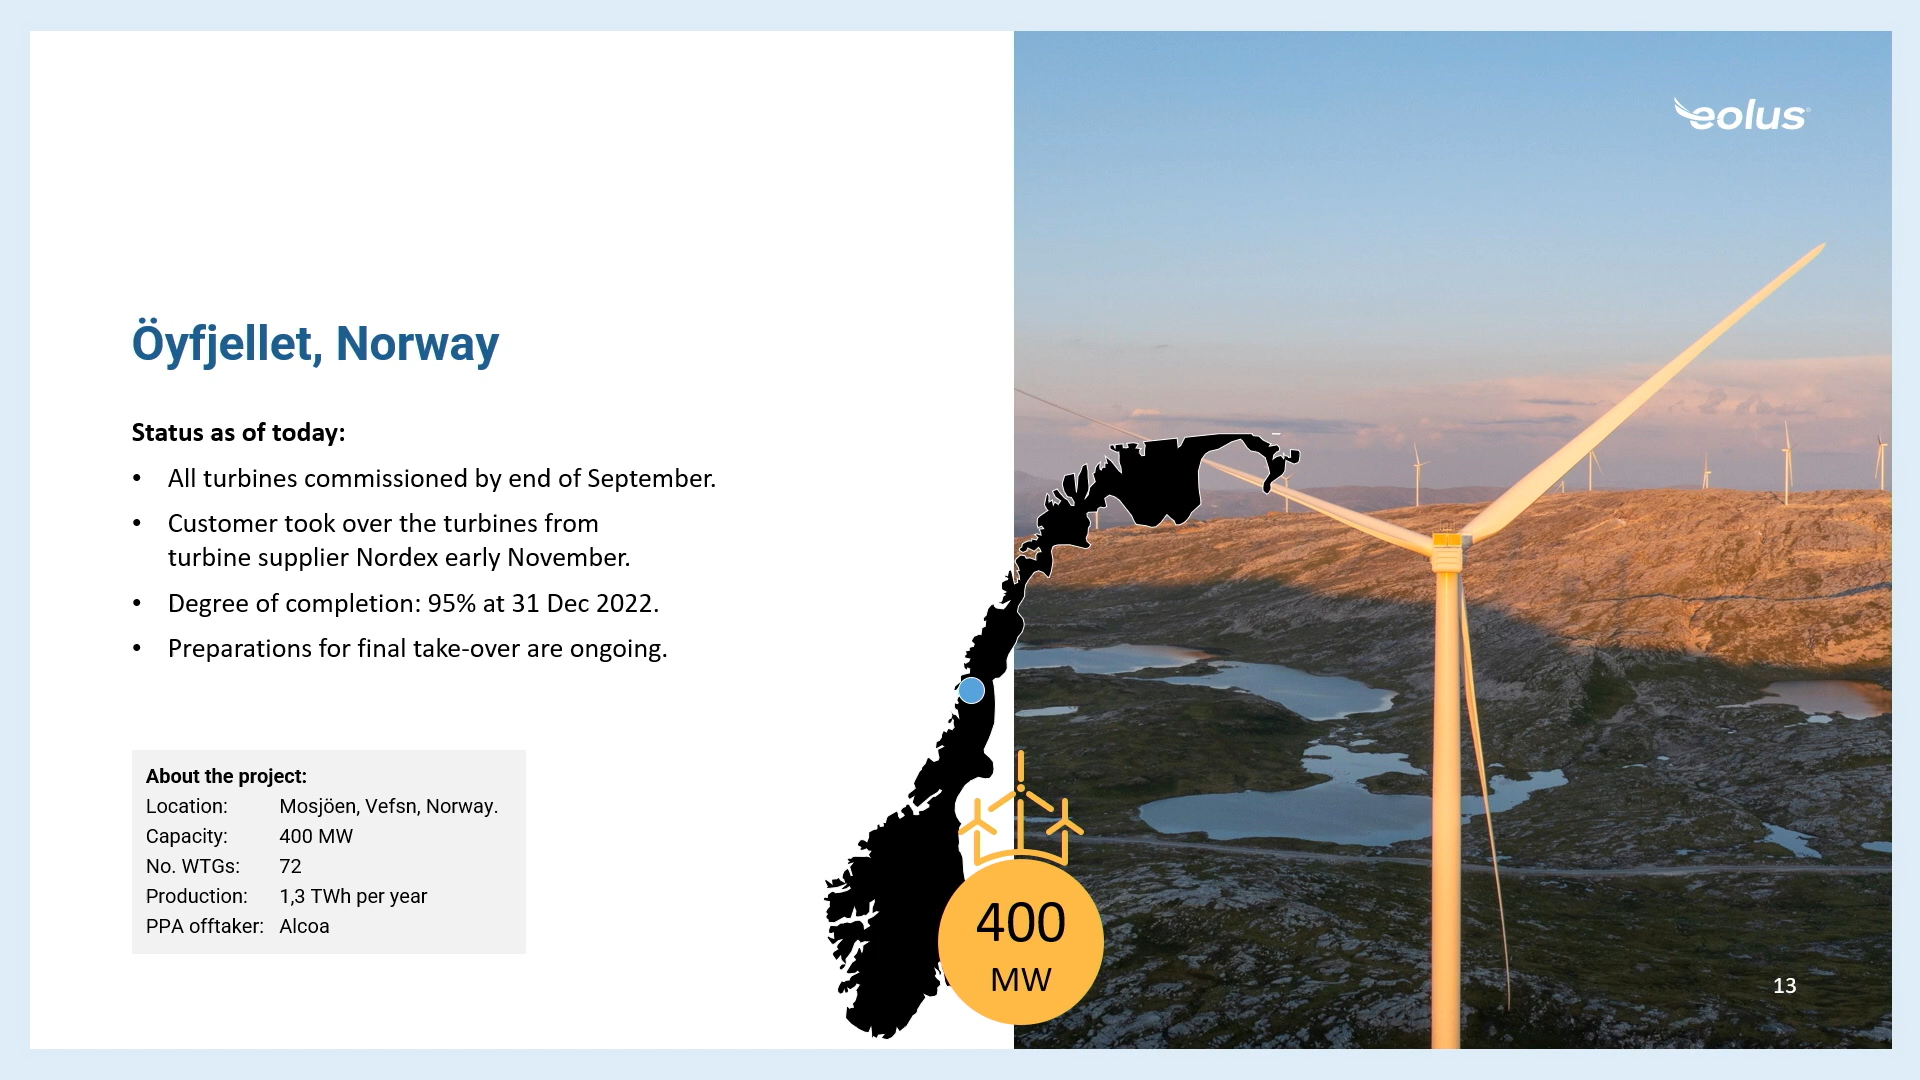 eolus
Öyfjellet, Norway
Status as of today:
• All turbines commissioned by end of September.
• Customer took over the turbines from
turbine supplier Nordex early November.
• Degree of completion: 95% at 31 Dec 2022.
• Preparations for final take-over are ongoing.
About the project:
Location: Mosjöen, Vefsn, Norway.
Capacity: 400 MW
No. WTGs: 72
Production: 1,3 TWh per year
PPA offtaker: Alcoa
400
MW
13